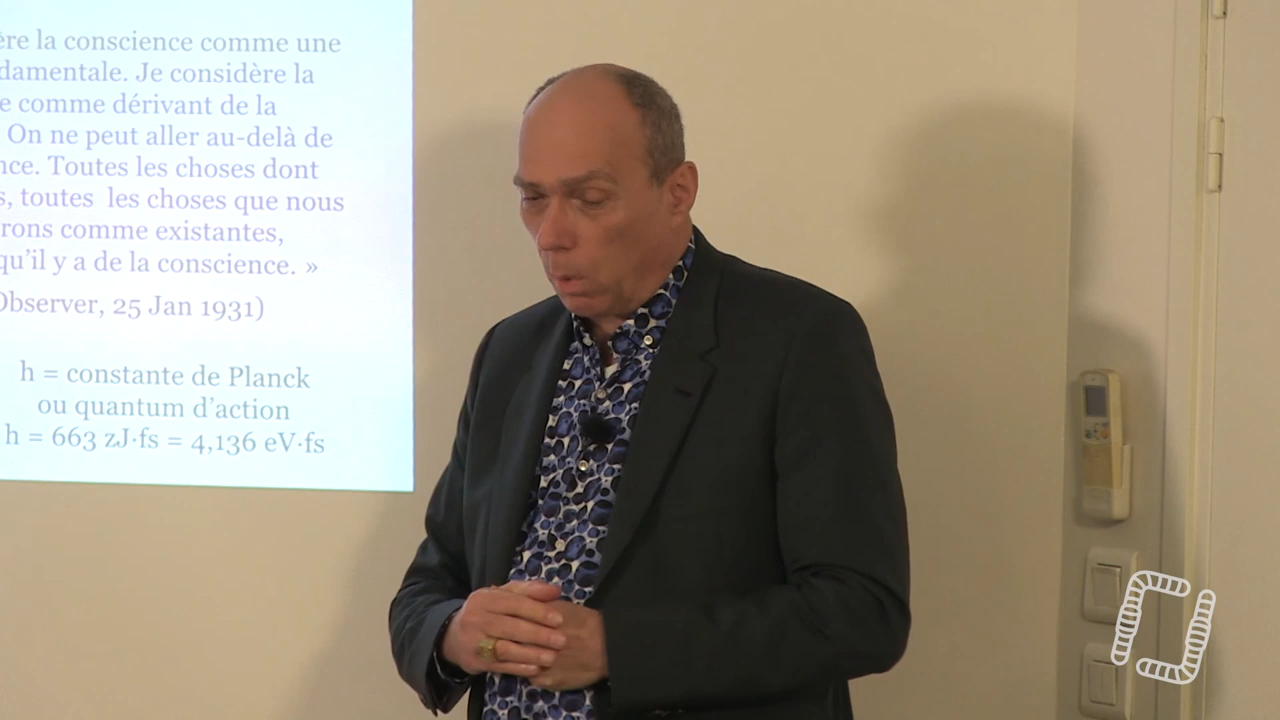 ère la conscience comme une
damentale. Je considère la
e comme dérivant de la
On ne peut aller au-delà de
nce. Toutes les choses dont
s, toutes les choses que nous
rons comme existantes,
qu'il y a de la conscience. »
Observer, 25 Jan 1931)
h = constante de Planck
ou quantum d'action
h = 663 zJ·fs = 4,136 eV·fs